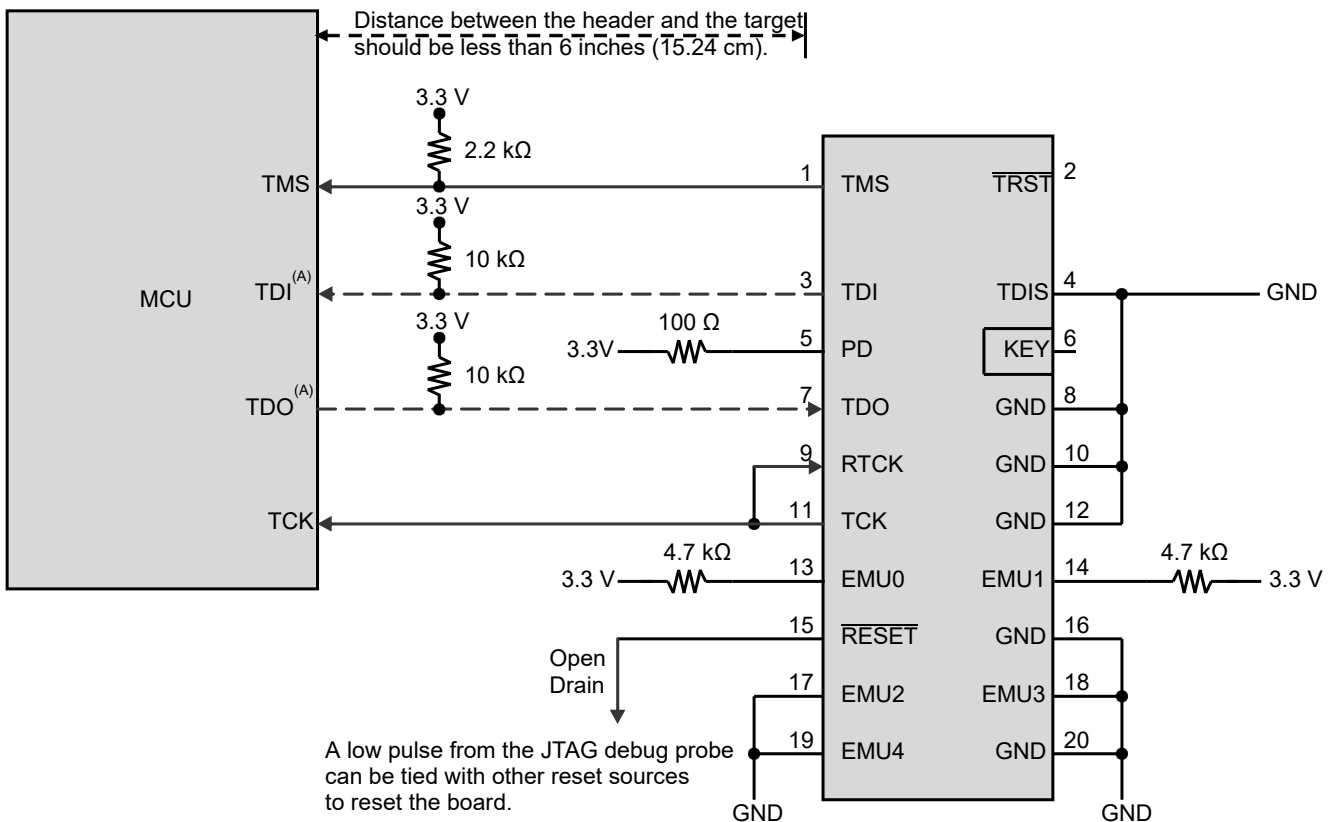 Distance between the header and the target
should be less than 6 inches (15.24 cm).
3.3 V
2.2 kΩ
TMS
1
TMS
TRST
2
3.3 V
10 kΩ
MCU
TDI(A)
3
TDI
TDIS
4
GND
3.3 V
10 kΩ
3.3V
100 Ω
5
PD
KEY
6
TDO(A)
7
TDO
GND
8
9
RTCK
GND
10
TCK
11
TCK
GND
12
3.3 V
4.7 kΩ
13
EMU0
EMU1
14
4.7 kΩ
3.3 V
15
RESET
GND
16
Open
Drain
17
EMU2
EMU3
18
19
EMU4
GND
20
A low pulse from the JTAG debug probe
can be tied with other reset sources
to reset the board.
GND
GND